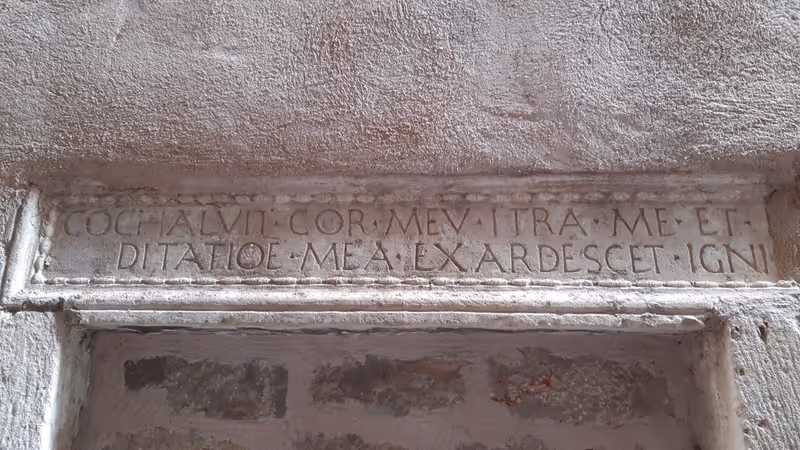 COCHALVIT · COR · MEV · ITRA · ME · ET ·
DITATIOE · MEA · EXARDESCET · IGNI